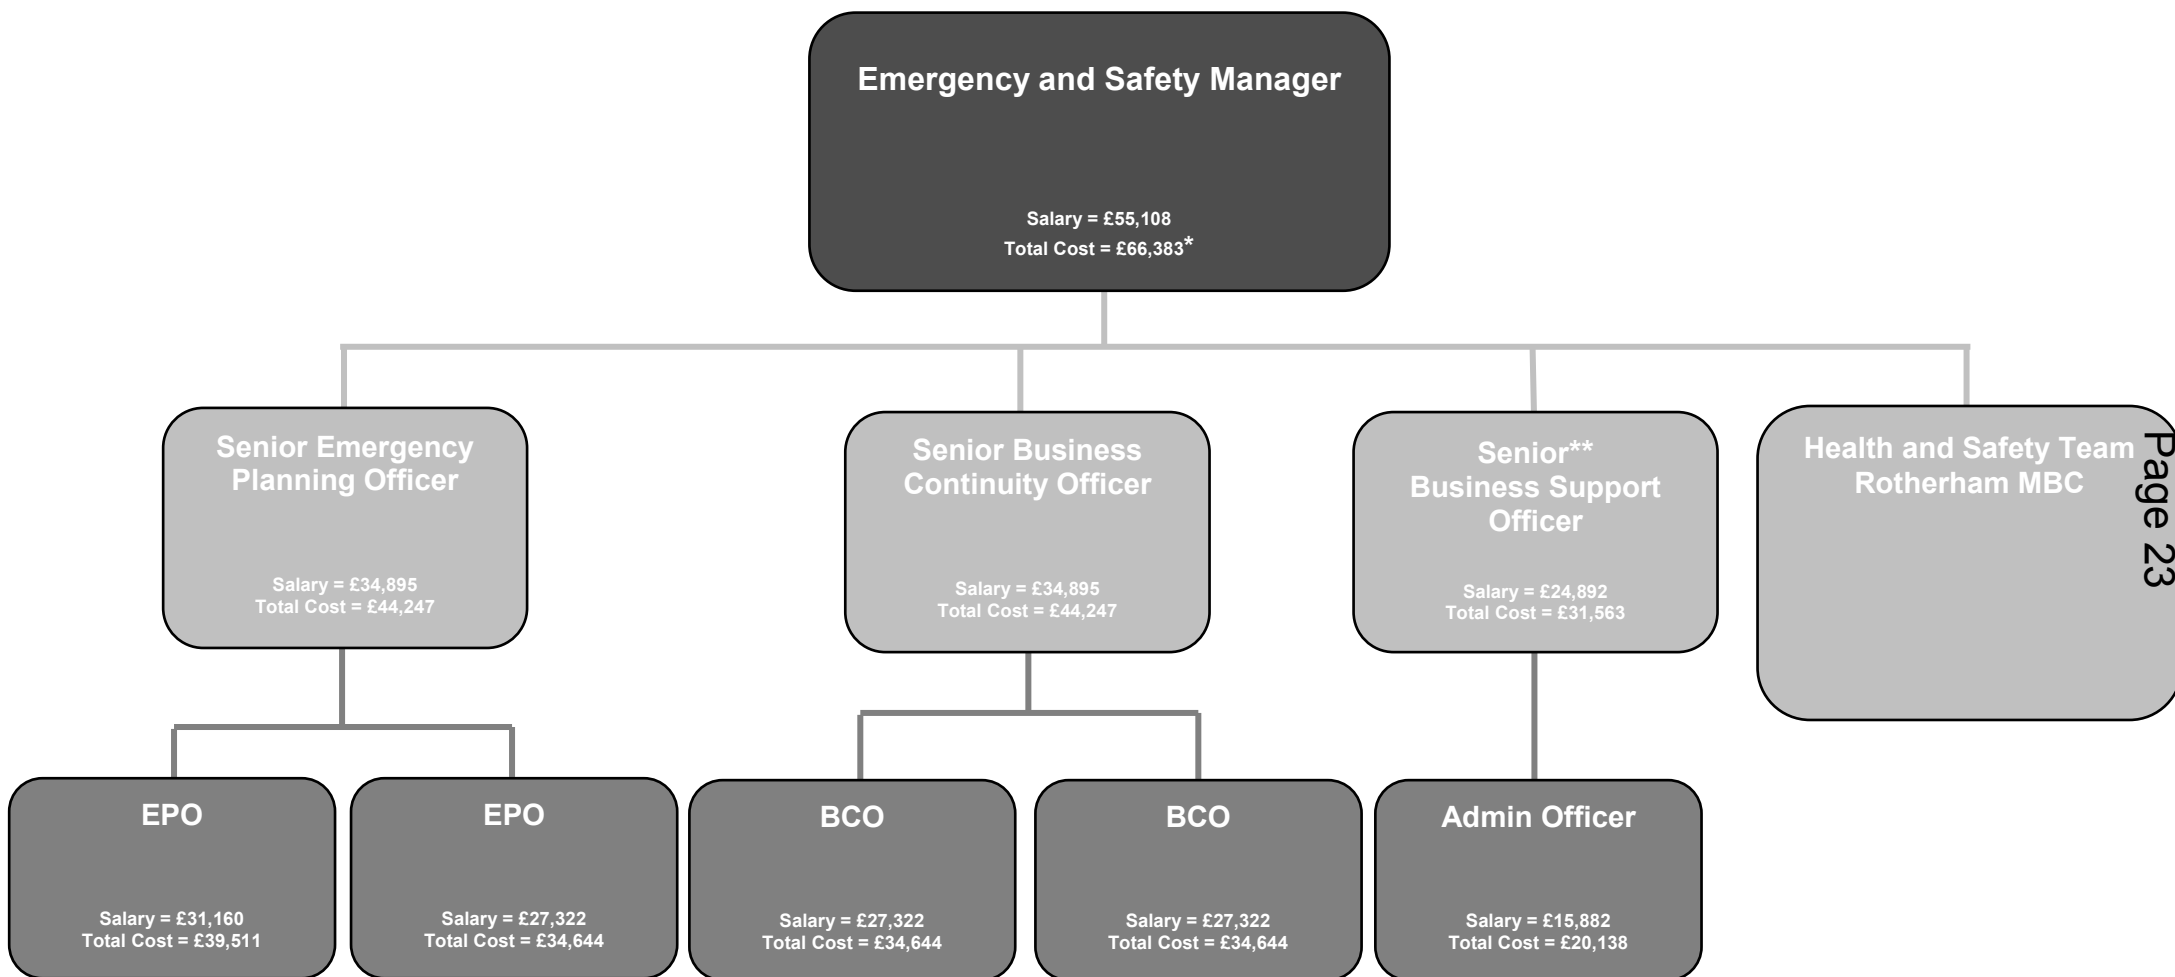 Emergency and Safety Manager
Salary = £55,108
Total Cost = £66,383*
Senior Emergency
Planning Officer
Salary = £34,895
Total Cost = £44,247
Senior Business
Continuity Officer
Salary = £34,895
Total Cost = £44,247
Senior**
Business Support
Officer
Salary = £24,892
Total Cost = £31,563
Health and Safety Team
Rotherham MBC
Page 23
EPO
Salary = £31,160
Total Cost = £39,511
EPO
Salary = £27,322
Total Cost = £34,644
BCO
Salary = £27,322
Total Cost = £34,644
BCO
Salary = £27,322
Total Cost = £34,644
Admin Officer
Salary = £15,882
Total Cost = £20,138